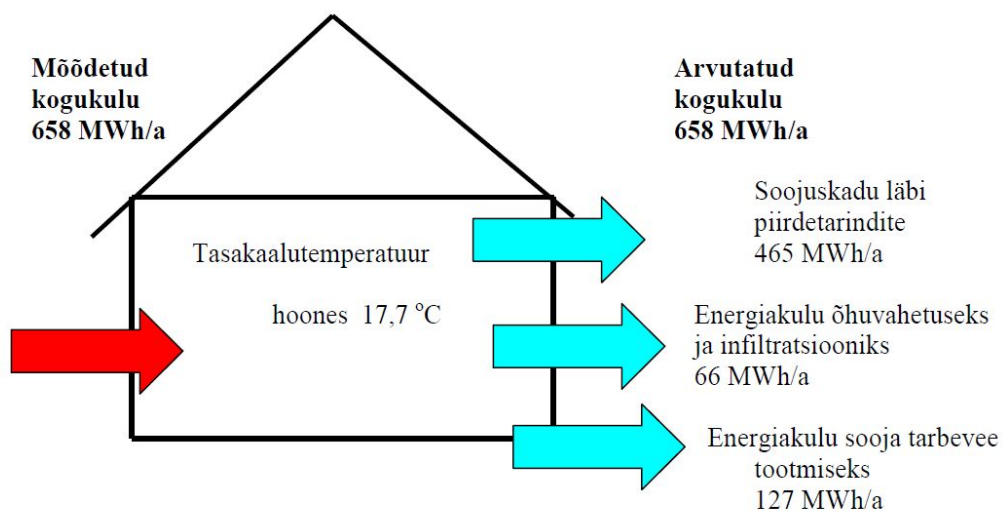 Mõõdetud
kogukulu
658 MWh/a
Arvutatud
kogukulu
658 MWh/a
Tasakaalutemperatuur
hoones 17,7 °C
Soojuskadu läbi
piirdetarindite
465 MWh/a
Energiakulu õhuvahetuseks
ja infiltratsiooniks
66 MWh/a
Energiakulu sooja tarbevee
tootmiseks
127 MWh/a